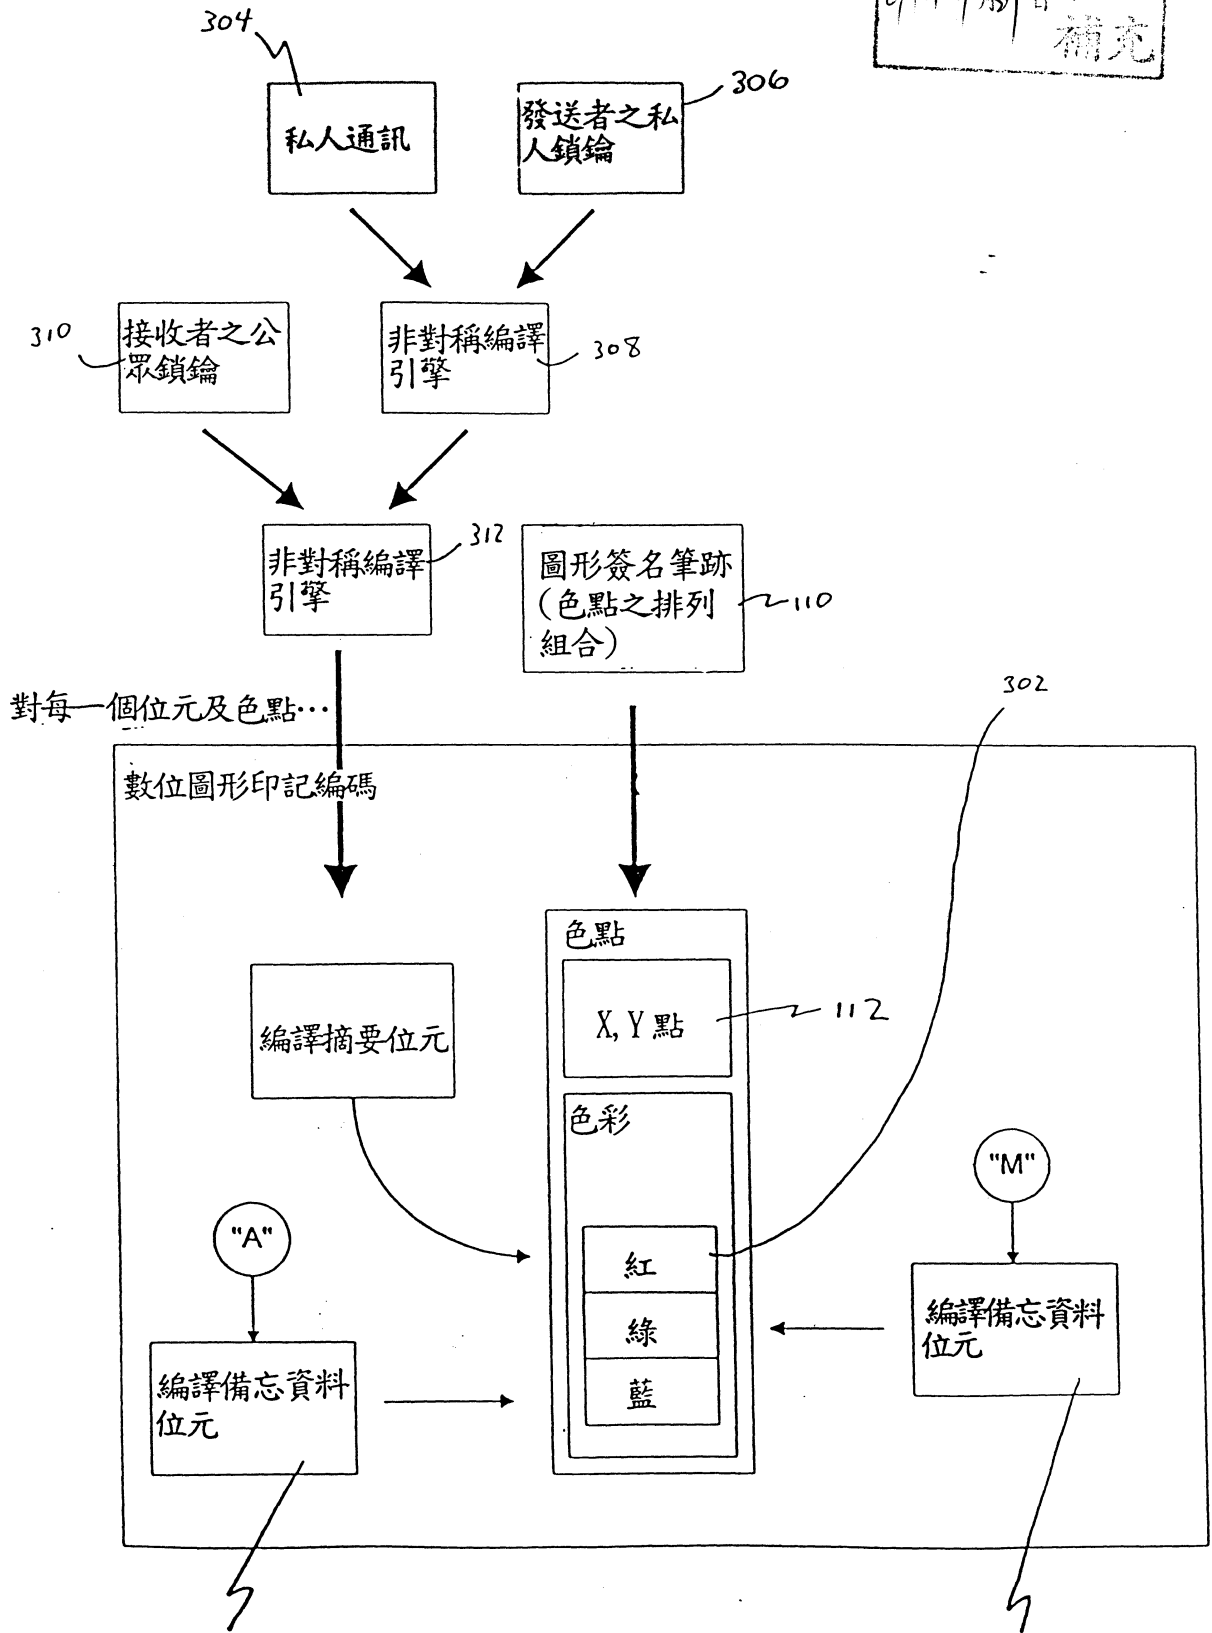 補充
304
306
私人通訊
發送者之私
人鎖鑰
310
接收者之公
眾鎖鑰
非對稱編譯
引擎
308
非對稱編譯
引擎
312
圖形簽名筆跡
(色點之排列
組合)
110
302
對每一個位元及色點…
數位圖形印記編碼
色點
X, Y 點
112
編譯摘要位元
色彩
"M"
"A"
紅
綠
藍
編譯備忘資料
位元
編譯備忘資料
位元